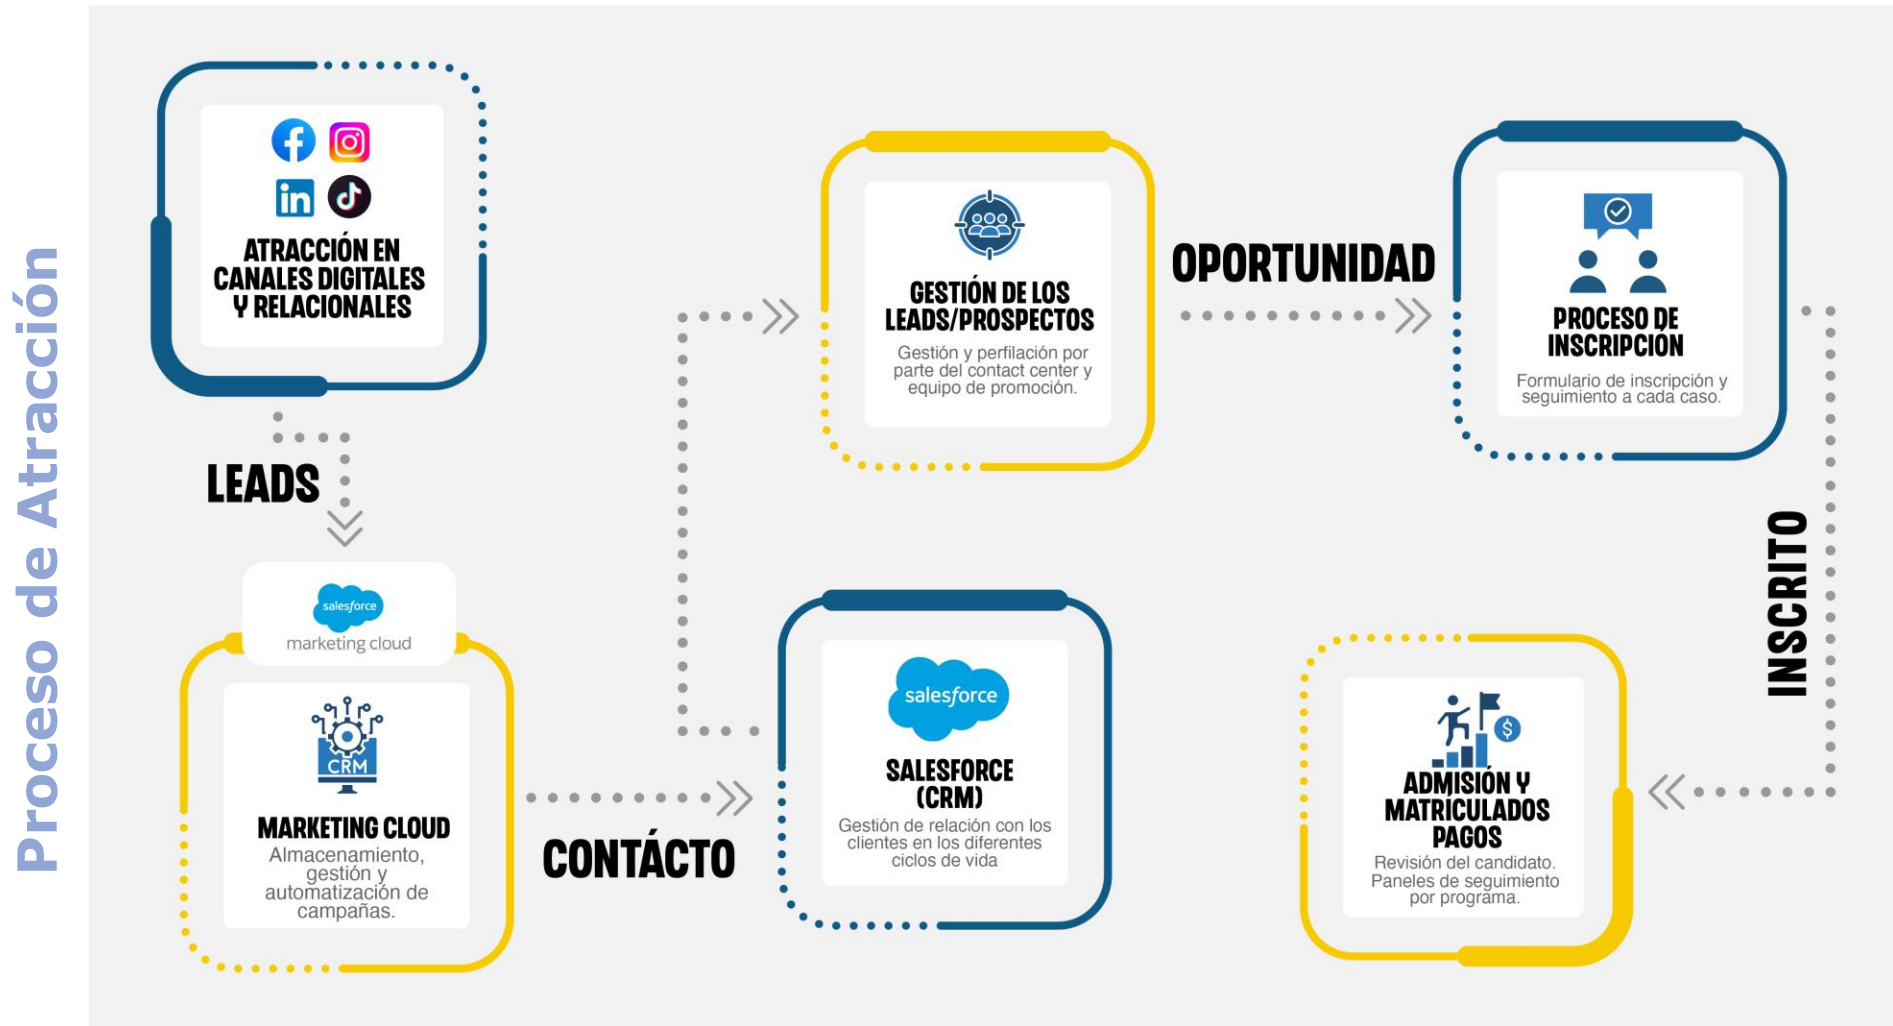 Proceso de Atracción
ATRACCIÓN EN
CANALES DIGITALES
Y RELACIONALES
LEADS
salesforce
marketing cloud
CRM
MARKETING CLOUD
Almacenamiento,
gestión y
automatización de
campañas.
CONTÁCTO
salesforce
SALESFORCE
(CRM)
Gestión de relación con los
clientes en los diferentes
ciclos de vida
GESTIÓN DE LOS
LEADS/PROSPECTOS
Gestión y perfilación por
parte del contact center y
equipo de promoción.
OPORTUNIDAD
PROCESO DE
INSCRIPCIÓN
Formulario de inscripción y
seguimiento a cada caso.
INSCRITO
$
ADMISIÓN Y
MATRICULADOS
PAGOS
Revisión del candidato.
Paneles de seguimiento
por programa.